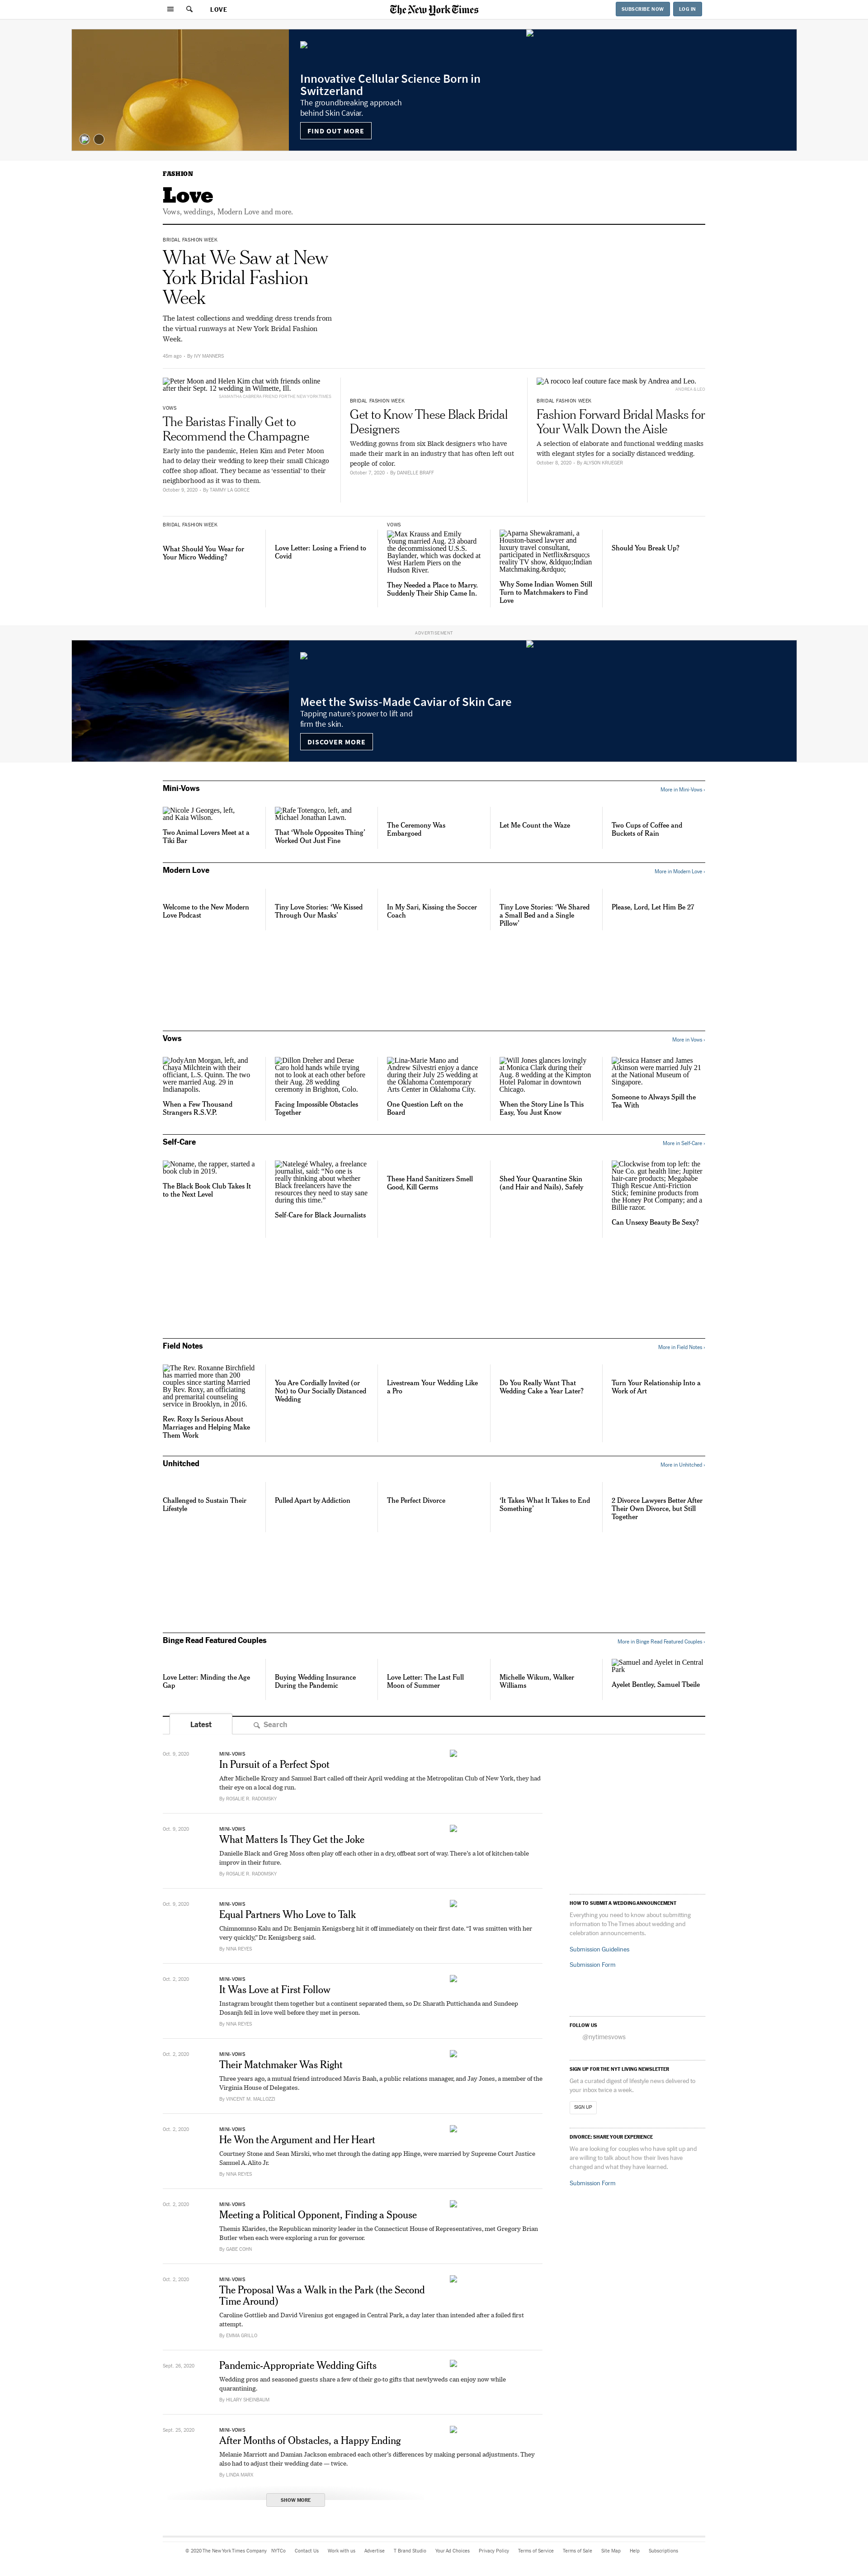 LOVE
The New York Times
SUBSCRIBE NOW
LOG IN
Innovative Cellular Science Born in
Switzerland
The groundbreaking approach
behind Skin Caviar.
FIND OUT MORE
FASHION
Love
Vows, weddings, Modern Love and more.
BRIDAL FASHION WEEK
What We Saw at New
York Bridal Fashion
Week
The latest collections and wedding dress trends from
the virtual runways at New York Bridal Fashion
Week.
48m ago · By IVY MANNERS
Peter Moon and Helen Kim chat with friends online
after their Sept. 12 wedding in Wilmette, Ill.
SAMANTHA CABRERA FRIEND FOR THE NEW YORK TIMES
VOWS
The Baristas Finally Get to
Recommend the Champagne
Early into the pandemic, Helen Kim and Peter Moon
had to delay their wedding to keep their small Chicago
coffee shop afloat. They became as ‘essential’ to their
neighborhood as it was to them.
October 9, 2020 · By TAMMY LA GORCE
BRIDAL FASHION WEEK
Get to Know These Black Bridal
Designers
Wedding gowns from six Black designers who have
made their mark in an industry that has often left out
people of color.
October 7, 2020 · By DANIELLE BRAFF
A rococo leaf couture face mask by Andrea and Leo.
ANDREA & LEO
BRIDAL FASHION WEEK
Fashion Forward Bridal Masks for
Your Walk Down the Aisle
A selection of elaborate and functional wedding masks
with elegant styles for a socially distanced wedding.
October 8, 2020 · By ALYSON KRUEGER
BRIDAL FASHION WEEK
What Should You Wear for
Your Micro Wedding?
Love Letter: Losing a Friend to
Covid
VOWS
Max Krauss and Emily
Young married Aug. 23 aboard
the decommissioned U.S.S.
Baylander, which was docked at
West Harlem Piers on the
Hudson River.
They Needed a Place to Marry.
Suddenly Their Ship Came In.
Aparna Shewakramani, a
Houston-based lawyer and
luxury travel consultant,
participated in Netflix&rsquo;s
reality TV show, &ldquo;Indian
Matchmaking.&rdquo;
Why Some Indian Women Still
Turn to Matchmakers to Find
Love
Should You Break Up?
ADVERTISEMENT
Meet the Swiss-Made Caviar of Skin Care
Tapping nature’s power to lift and
firm the skin.
DISCOVER MORE
Mini-Vows
More in Mini-Vows ›
Nicole J Georges, left,
and Kaia Wilson.
Two Animal Lovers Meet at a
Tiki Bar
Rafe Totengco, left, and
Michael Jonathan Lawn.
That ‘Whole Opposites Thing’
Worked Out Just Fine
The Ceremony Was
Embargoed
Let Me Count the Waze
Two Cups of Coffee and
Buckets of Rain
Modern Love
More in Modern Love ›
Welcome to the New Modern
Love Podcast
Tiny Love Stories: ‘We Kissed
Through Our Masks’
In My Sari, Kissing the Soccer
Coach
Tiny Love Stories: ‘We Shared
a Small Bed and a Single
Pillow’
Please, Lord, Let Him Be 27
Vows
More in Vows ›
JodyAnn Morgan, left, and
Chaya Milchtein with their
officiant, L.S. Quinn. The two
were married Aug. 29 in
Indianapolis.
When a Few Thousand
Strangers R.S.V.P.
Dillon Dreher and Derae
Caro hold hands while trying
not to look at each other before
their Aug. 28 wedding
ceremony in Brighton, Colo.
Facing Impossible Obstacles
Together
Lina-Marie Mano and
Andrew Silvestri enjoy a dance
during their July 25 wedding at
the Oklahoma Contemporary
Arts Center in Oklahoma City.
One Question Left on the
Board
Will Jones glances lovingly
at Monica Clark during their
Aug. 8 wedding at the Kimpton
Hotel Palomar in downtown
Chicago.
When the Story Line Is This
Easy, You Just Know
Jessica Hanser and James
Atkinson were married July 21
at the National Museum of
Singapore.
Someone to Always Spill the
Tea With
Self-Care
More in Self-Care ›
Noname, the rapper, started a
book club in 2019.
The Black Book Club Takes It
to the Next Level
Natelegé Whaley, a freelance
journalist, said: “No one is
really thinking about whether
Black freelancers have the
resources they need to stay sane
during this time.”
Self-Care for Black Journalists
These Hand Sanitizers Smell
Good, Kill Germs
Shed Your Quarantine Skin
(and Hair and Nails), Safely
Clockwise from top left: the
Nue Co. gut health line; Jupiter
hair-care products; Megababe
Thigh Rescue Anti-Friction
Stick; feminine products from
the Honey Pot Company; and a
Billie razor.
Can Unsexy Beauty Be Sexy?
Field Notes
More in Field Notes ›
The Rev. Roxanne Birchfield
has married more than 200
couples since starting Married
By Rev. Roxy, an officiating
and premarital counseling
service in Brooklyn, in 2016.
Rev. Roxy Is Serious About
Marriages and Helping Make
Them Work
You Are Cordially Invited (or
Not) to Our Socially Distanced
Wedding
Livestream Your Wedding Like
a Pro
Do You Really Want That
Wedding Cake a Year Later?
Turn Your Relationship Into a
Work of Art
Unhitched
More in Unhitched ›
Challenged to Sustain Their
Lifestyle
Pulled Apart by Addiction
The Perfect Divorce
‘It Takes What It Takes to End
Something’
2 Divorce Lawyers Better After
Their Own Divorce, but Still
Together
Binge Read Featured Couples
More in Binge Read Featured Couples ›
Love Letter: Minding the Age
Gap
Buying Wedding Insurance
During the Pandemic
Love Letter: The Last Full
Moon of Summer
Michelle Wikum, Walker
Williams
Samuel and Ayelet in Central
Park
Ayelet Bentley, Samuel Tbeile
Latest
Search
Oct. 9, 2020
MINI-VOWS
In Pursuit of a Perfect Spot
After Michelle Krozy and Samuel Bart called off their April wedding at the Metropolitan Club of New York, they had
their eye on a local dog run.
By ROSALIE R. RADOMSKY
Oct. 9, 2020
MINI-VOWS
What Matters Is They Get the Joke
Danielle Black and Greg Moss often play off each other in a dry, offbeat sort of way. There’s a lot of kitchen-table
improv in their future.
By ROSALIE R. RADOMSKY
Oct. 9, 2020
MINI-VOWS
Equal Partners Who Love to Talk
Chimnomnso Kalu and Dr. Benjamin Kenigsberg hit it off immediately on their first date. “I was smitten with her
very quickly,” Dr. Kenigsberg said.
By NINA REYES
Oct. 2, 2020
MINI-VOWS
It Was Love at First Follow
Instagram brought them together but a continent separated them, so Dr. Sharath Puttichanda and Sundeep
Dosanjh fell in love well before they met in person.
By NINA REYES
Oct. 2, 2020
MINI-VOWS
Their Matchmaker Was Right
Three years ago, a mutual friend introduced Mavis Baah, a public relations manager, and Jay Jones, a member of the
Virginia House of Delegates.
By VINCENT M. MALLOZZI
Oct. 2, 2020
MINI-VOWS
He Won the Argument and Her Heart
Courtney Stone and Sean Mirski, who met through the dating app Hinge, were married by Supreme Court Justice
Samuel A. Alito Jr.
By NINA REYES
Oct. 2, 2020
MINI-VOWS
Meeting a Political Opponent, Finding a Spouse
Themis Klarides, the Republican minority leader in the Connecticut House of Representatives, met Gregory Brian
Butler when each were exploring a run for governor.
By GABE COHN
Oct. 2, 2020
MINI-VOWS
The Proposal Was a Walk in the Park (the Second
Time Around)
Caroline Gottlieb and David Virenius got engaged in Central Park, a day later than intended after a foiled first
attempt.
By EMMA GRILLO
Sept. 26, 2020
Pandemic-Appropriate Wedding Gifts
Wedding pros and seasoned guests share a few of their go-to gifts that newlyweds can enjoy now while
quarantining.
By HILARY SHEINBAUM
Sept. 25, 2020
MINI-VOWS
After Months of Obstacles, a Happy Ending
Melanie Marriott and Damian Jackson embraced each other’s differences by making personal adjustments. They
also had to adjust their wedding date — twice.
By LINDA MARX
SHOW MORE
HOW TO SUBMIT A WEDDING ANNOUNCEMENT
Everything you need to know about submitting
information to The Times about wedding and
celebration announcements.
Submission Guidelines
Submission Form
FOLLOW US
@nytimesvows
SIGN UP FOR THE NYT LIVING NEWSLETTER
Get a curated digest of lifestyle news delivered to
your inbox twice a week.
SIGN UP
DIVORCE: SHARE YOUR EXPERIENCE
We are looking for couples who have split up and
are willing to talk about how their lives have
changed and what they have learned.
Submission Form
© 2020 The New York Times Company NYTCo Contact Us Work with us Advertise T Brand Studio Your Ad Choices Privacy Policy Terms of Service Terms of Sale Site Map Help Subscriptions